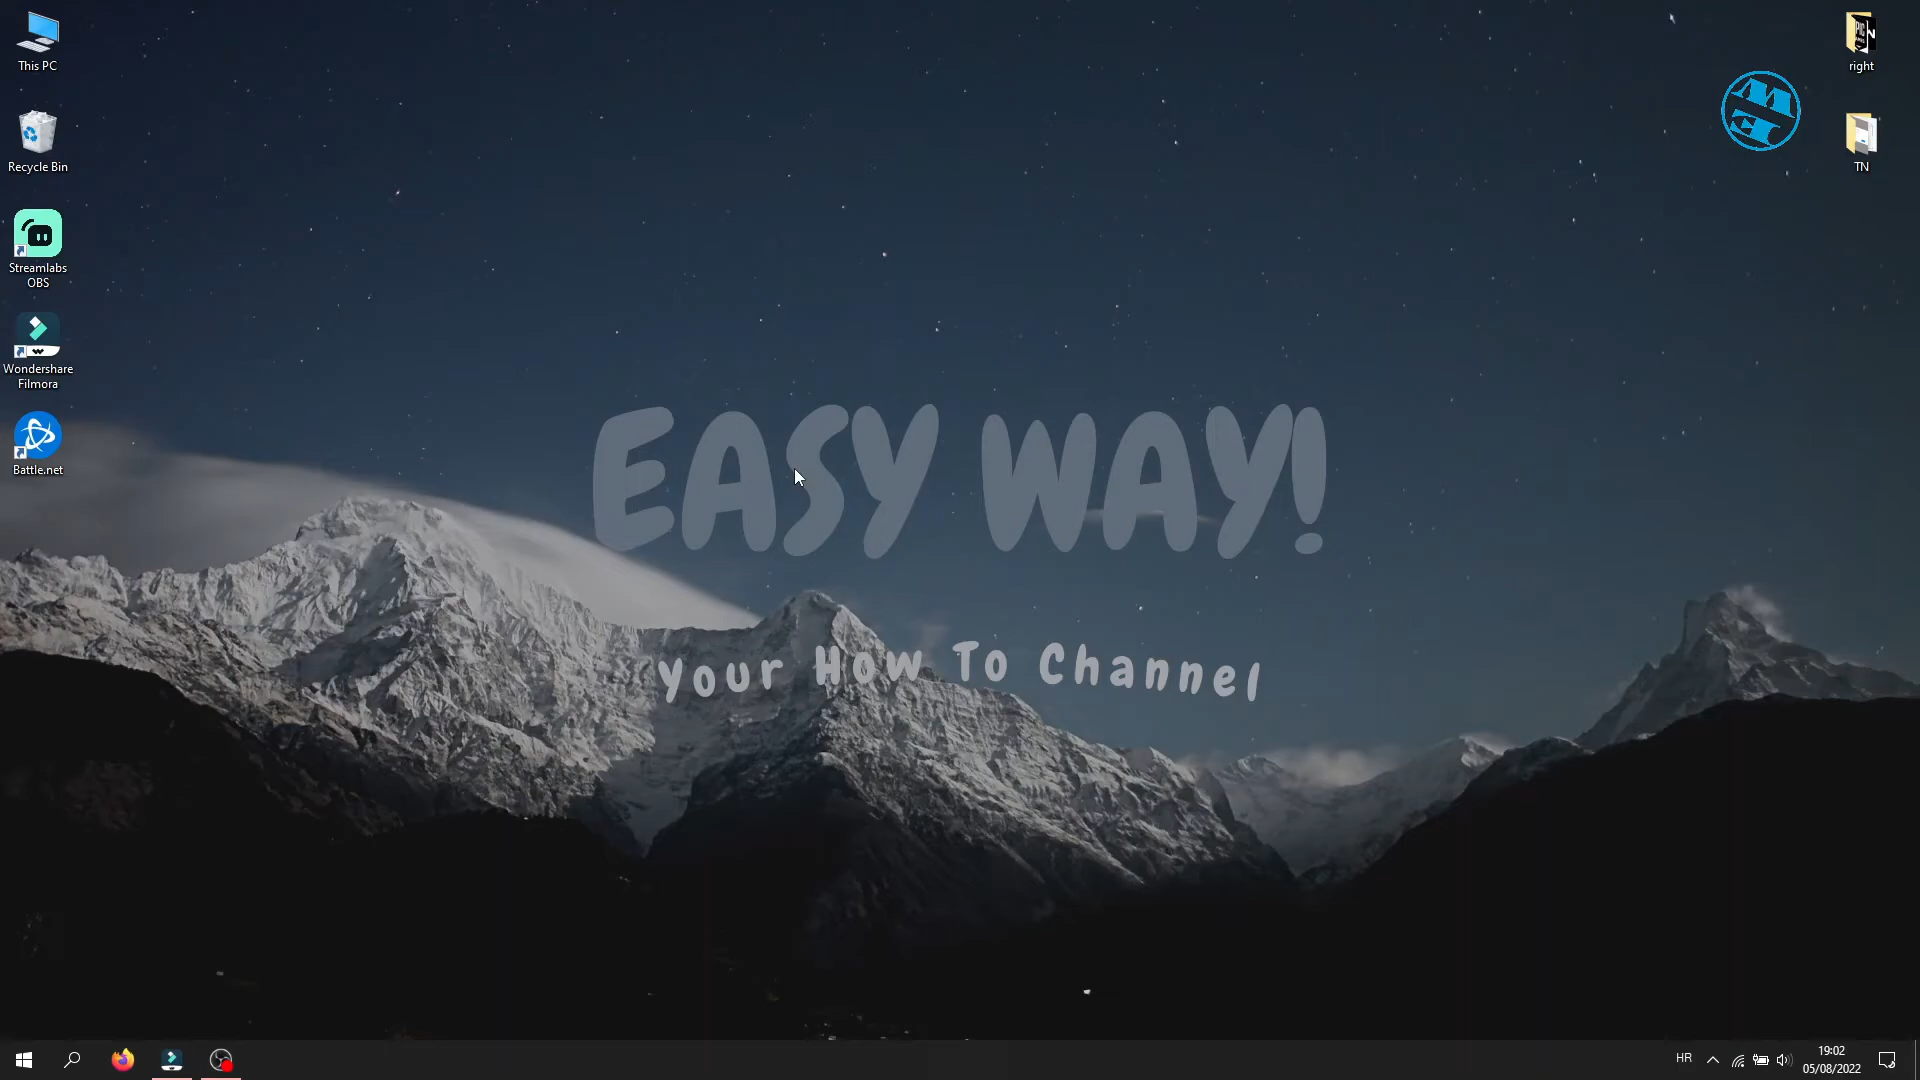 This PC
Recycle Bin
Streamlabs
OBS
Wondershare
Filmora
Battle.net
right
TN
EASY WAY!
Your How To Channel
HR
19:02
05/08/2022